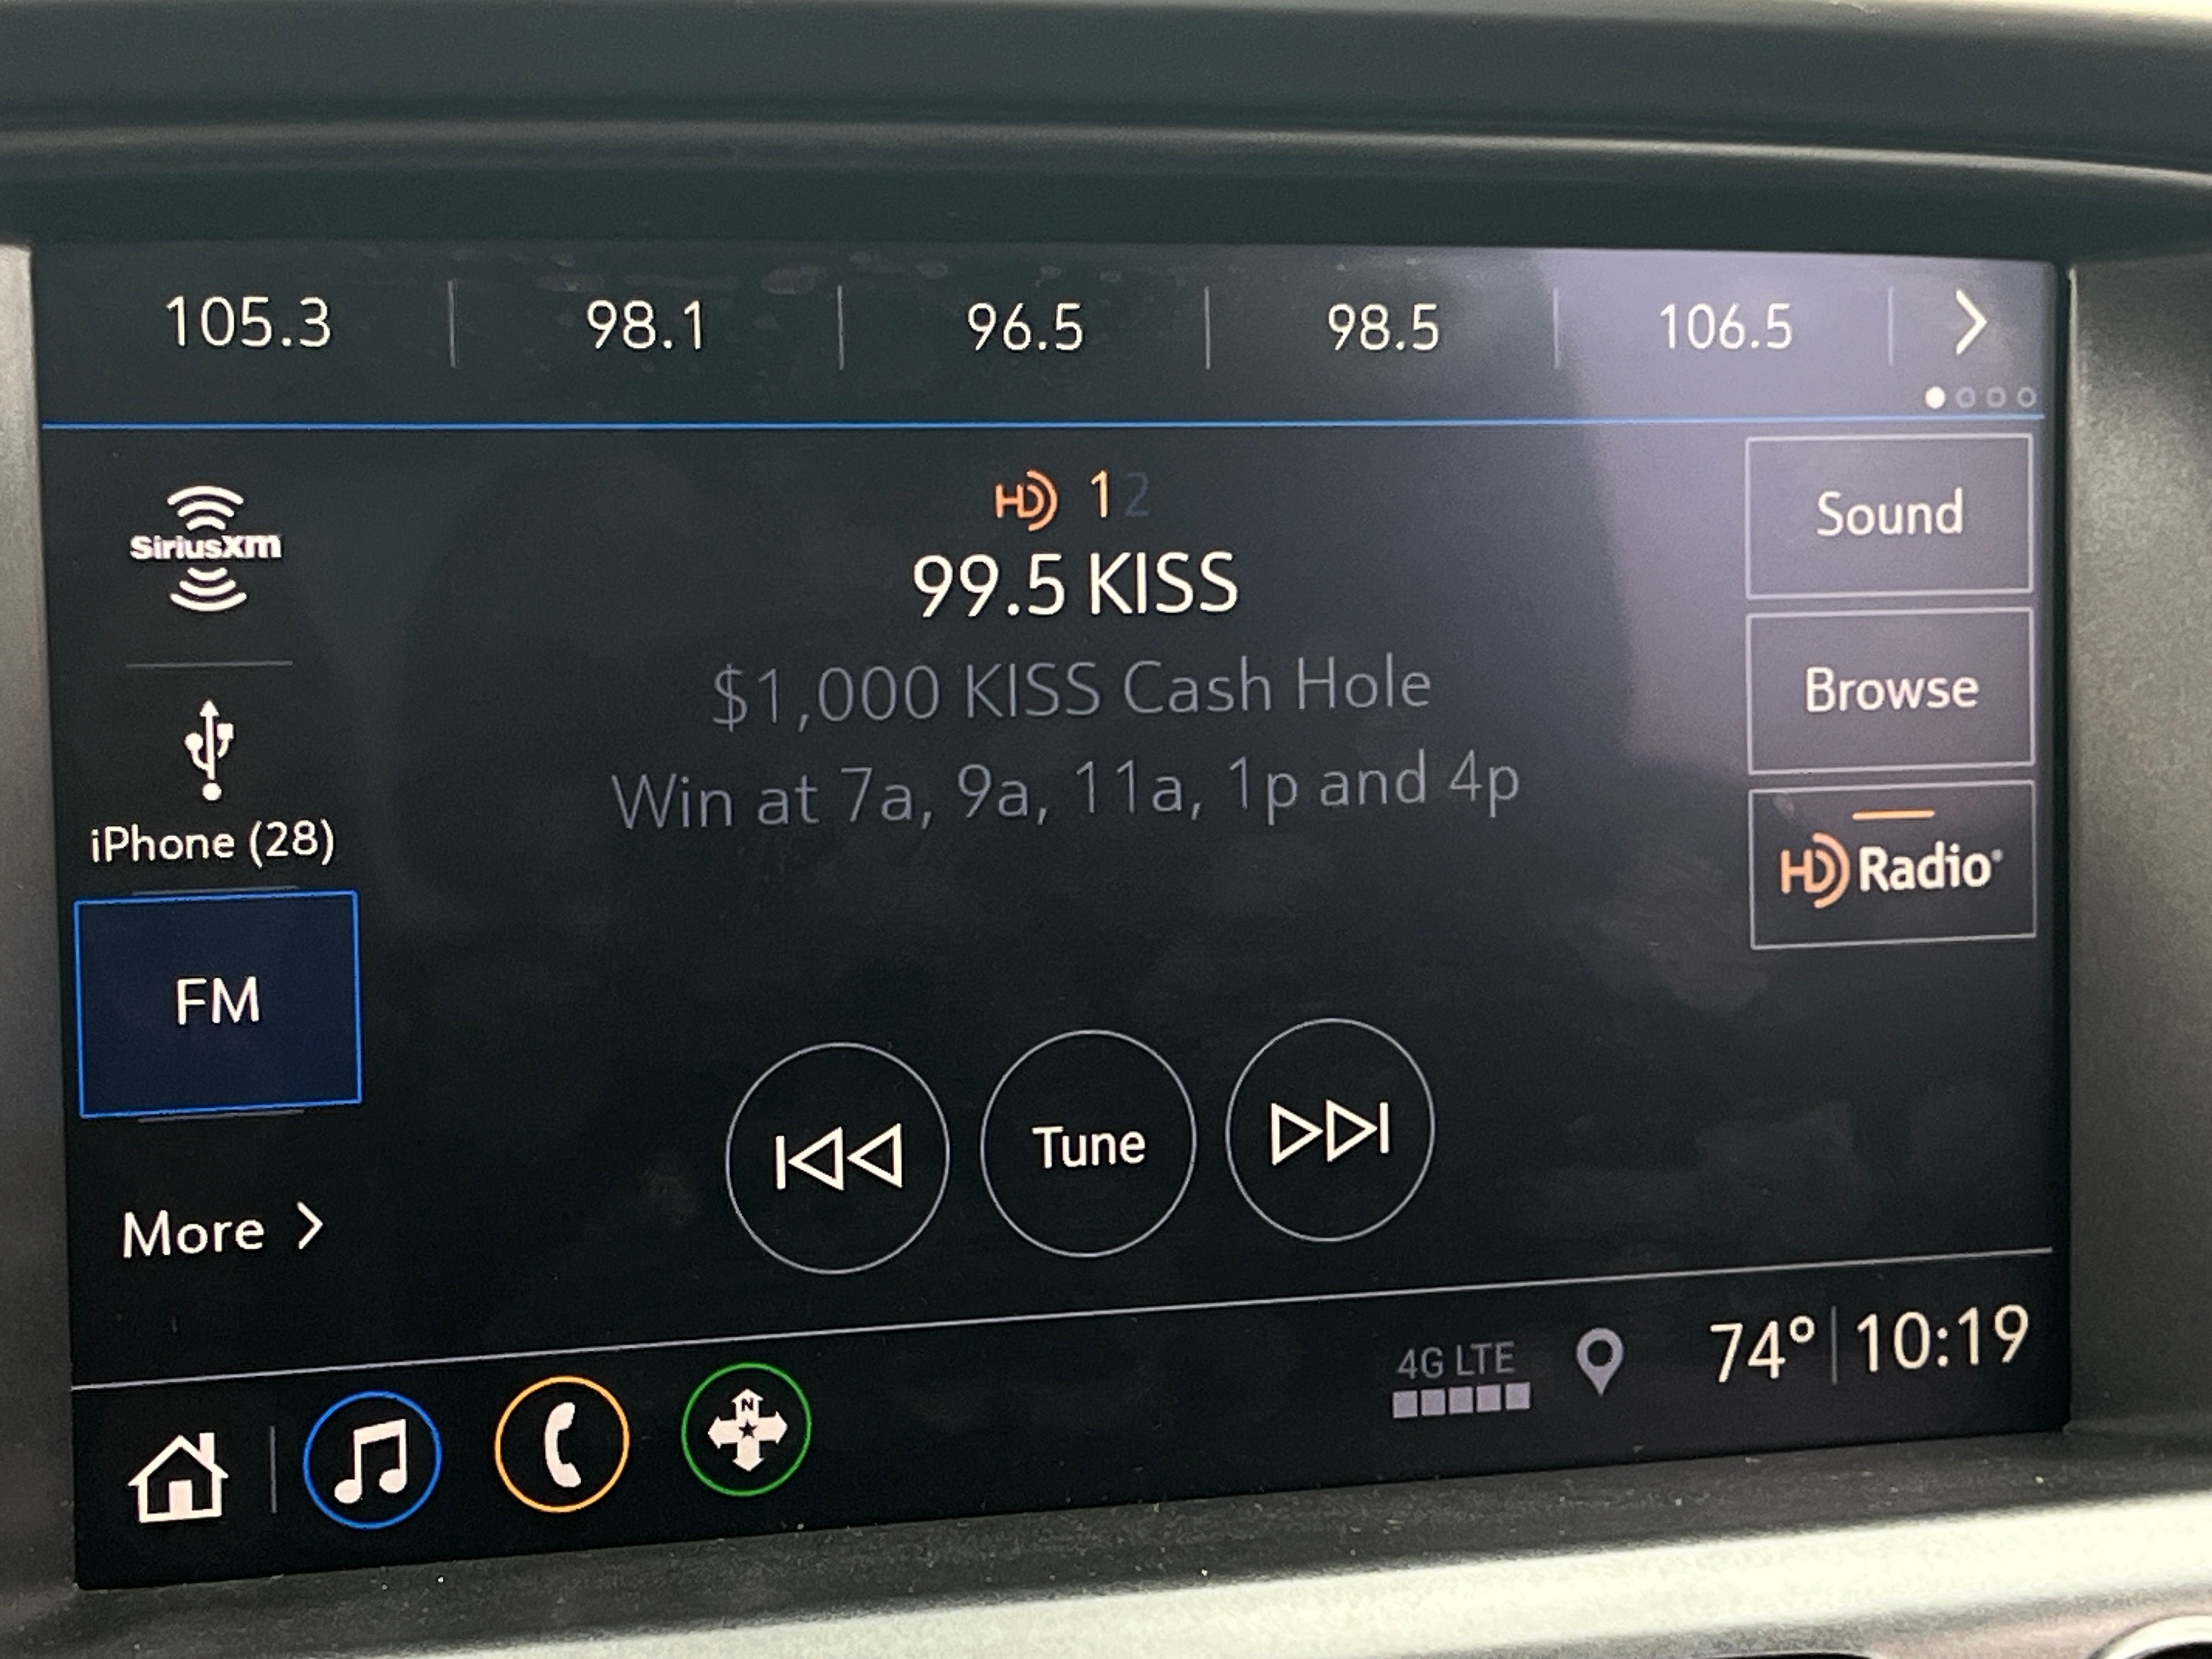 105.3 98.1 96.5 98.5 106.5
HD 1 2
99.5 KISS
$1,000 KISS Cash Hole
Win at 7a, 9a, 11a, 1p and 4p
SiriusXM
iPhone (28)
FM
More
Sound
Browse
HD Radio
Tune
4G LTE
74° 10:19
N